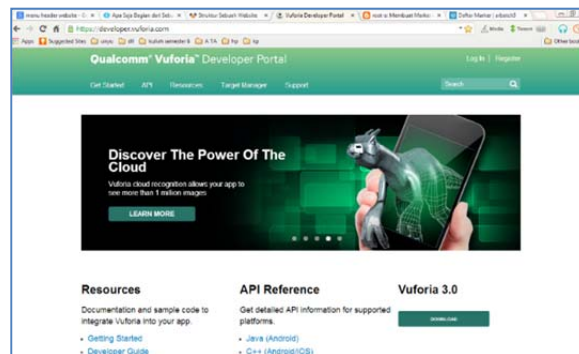 https://developer.vuforia.com
Apps Suggested Sites
Qualcomm® Vuforia™ Developer Portal
Log In | Register
Get Started API Resources Target Manager Support
Search
Discover The Power Of The
Cloud
Vuforia cloud recognition allows your app to
see more than 1 million images
LEARN MORE
Resources
Documentation and sample code to
integrate Vuforia into your app.
Getting Started
Developer Guide
API Reference
Get detailed API information for supported
platforms.
Java (Android)
C++ (Android/iOS)
Vuforia 3.0
DOWNLOAD